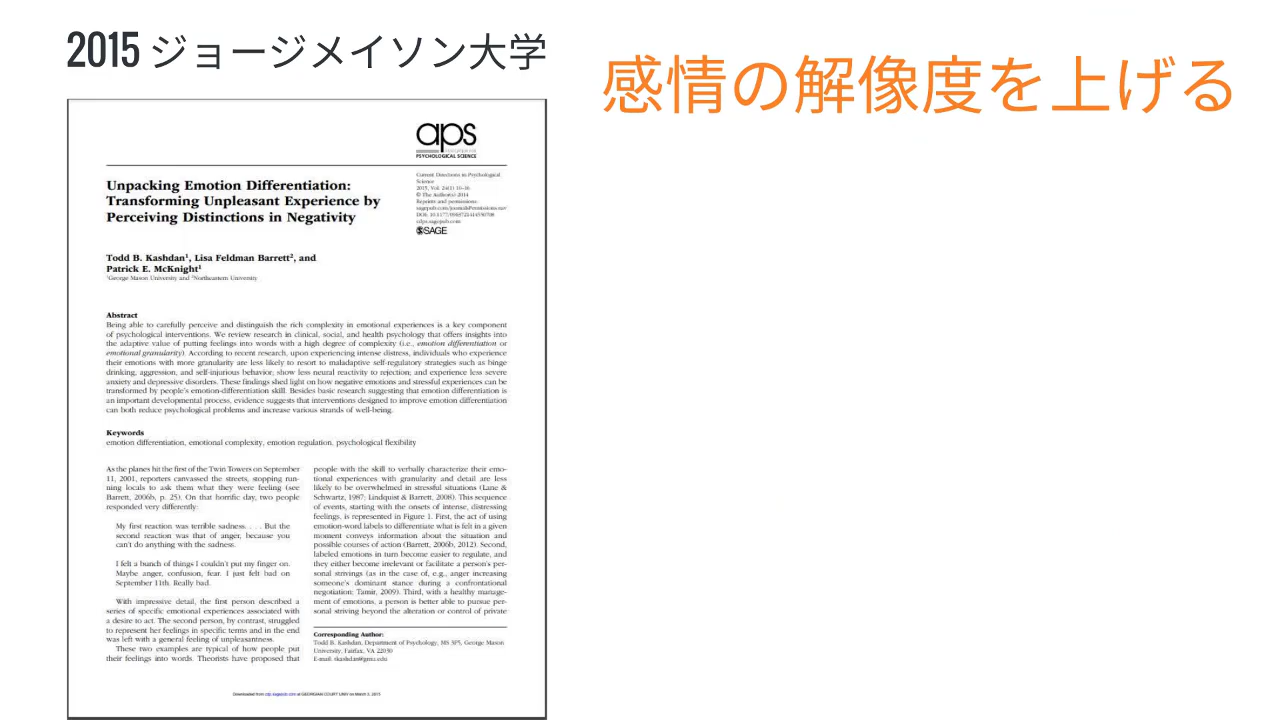 2015 ジョージメイソン大学
感情の解像度を上げる
aps
PSYCHOLOGICAL SCIENCE
Unpacking Emotion Differentiation:
Transforming Unpleasant Experience by
Perceiving Distinctions in Negativity
Current Directions in Psychological
Science
2015, Vol. 24(1) 10–16
© The Author(s) 2014
Reprints and permissions:
sagepub.com/journalsPermissions.nav
cdps.sagepub.com
SAGE
Todd B. Kashdan¹, Lisa Feldman Barrett², and
Patrick E. McKnight¹
¹George Mason University and ²Northeastern University
Abstract
Being able to carefully perceive and distinguish the rich complexity in emotional experiences is a key component
of psychological interventions. We review research in clinical, social, and health psychology that offers insights into
the adaptive value of putting feelings into words with a high degree of complexity (i.e., emotion differentiation or
emotional granularity). According to recent research, upon experiencing intense distress, individuals who experience
their emotions with more granularity are less likely to resort to maladaptive self-regulatory strategies such as binge
drinking, aggression, and self-injurious behavior; show less neural reactivity to rejection; and experience less severe
anxiety and depressive disorders. These findings shed light on how negative emotions and stressful experiences can be
transformed by people's emotion-differentiation skill. Besides basic research suggesting that emotion differentiation is
an important developmental process, evidence suggests that interventions designed to improve emotion differentiation
can both reduce psychological problems and increase various strands of well-being.
Keywords
emotion differentiation, emotional complexity, emotion regulation, psychological flexibility
As the planes hit the first of the Twin Towers on September
11, 2001, reporters canvassed the streets, stopping run-
ning locals to ask them what they were feeling (see
Barrett, 2006b, p. 25). On that horrific day, two people
responded very differently:
My first reaction was terrible sadness. . . . But the
second reaction was that of anger, because you
can't do anything with the sadness.
I felt a bunch of things I couldn't put my finger on.
Maybe anger, confusion, fear. I just felt bad on
September 11th. Really bad.
With impressive detail, the first person described a
series of specific emotional experiences associated with
a desire to act. The second person, by contrast, struggled
to represent her feelings in specific terms and in the end
was left with a general feeling of unpleasantness.
These two examples are typical of how people put
their feelings into words. Theorists have proposed that
people with the skill to verbally characterize their emo-
tional experiences with granularity and detail are less
likely to be overwhelmed in stressful situations (Lane &
Schwartz, 1987; Lindquist & Barrett, 2008). This sequence
of events, starting with the onsets of intense, distressing
feelings, is represented in Figure 1. First, the act of using
emotion-word labels to differentiate what is felt in a given
moment conveys information about the situation and
possible courses of action (Barrett, 2006b, 2012). Second,
labeled emotions in turn become easier to regulate, and
they either become irrelevant or facilitate a person's per-
sonal strivings (as in the case of, e.g., anger increasing
someone's dominant stance during a confrontational
negotiation; Tamir, 2009). Third, with a healthy manage-
ment of emotions, a person is better able to pursue per-
sonal striving beyond the alteration or control of private
Corresponding Author:
Todd B. Kashdan, Department of Psychology, MS 3F5, George Mason
University, Fairfax, VA 22030
E-mail: tkashdan@gmu.edu
Downloaded from cdp.sagepub.com at GEORGIAN COURT UNIV on March 2, 2015